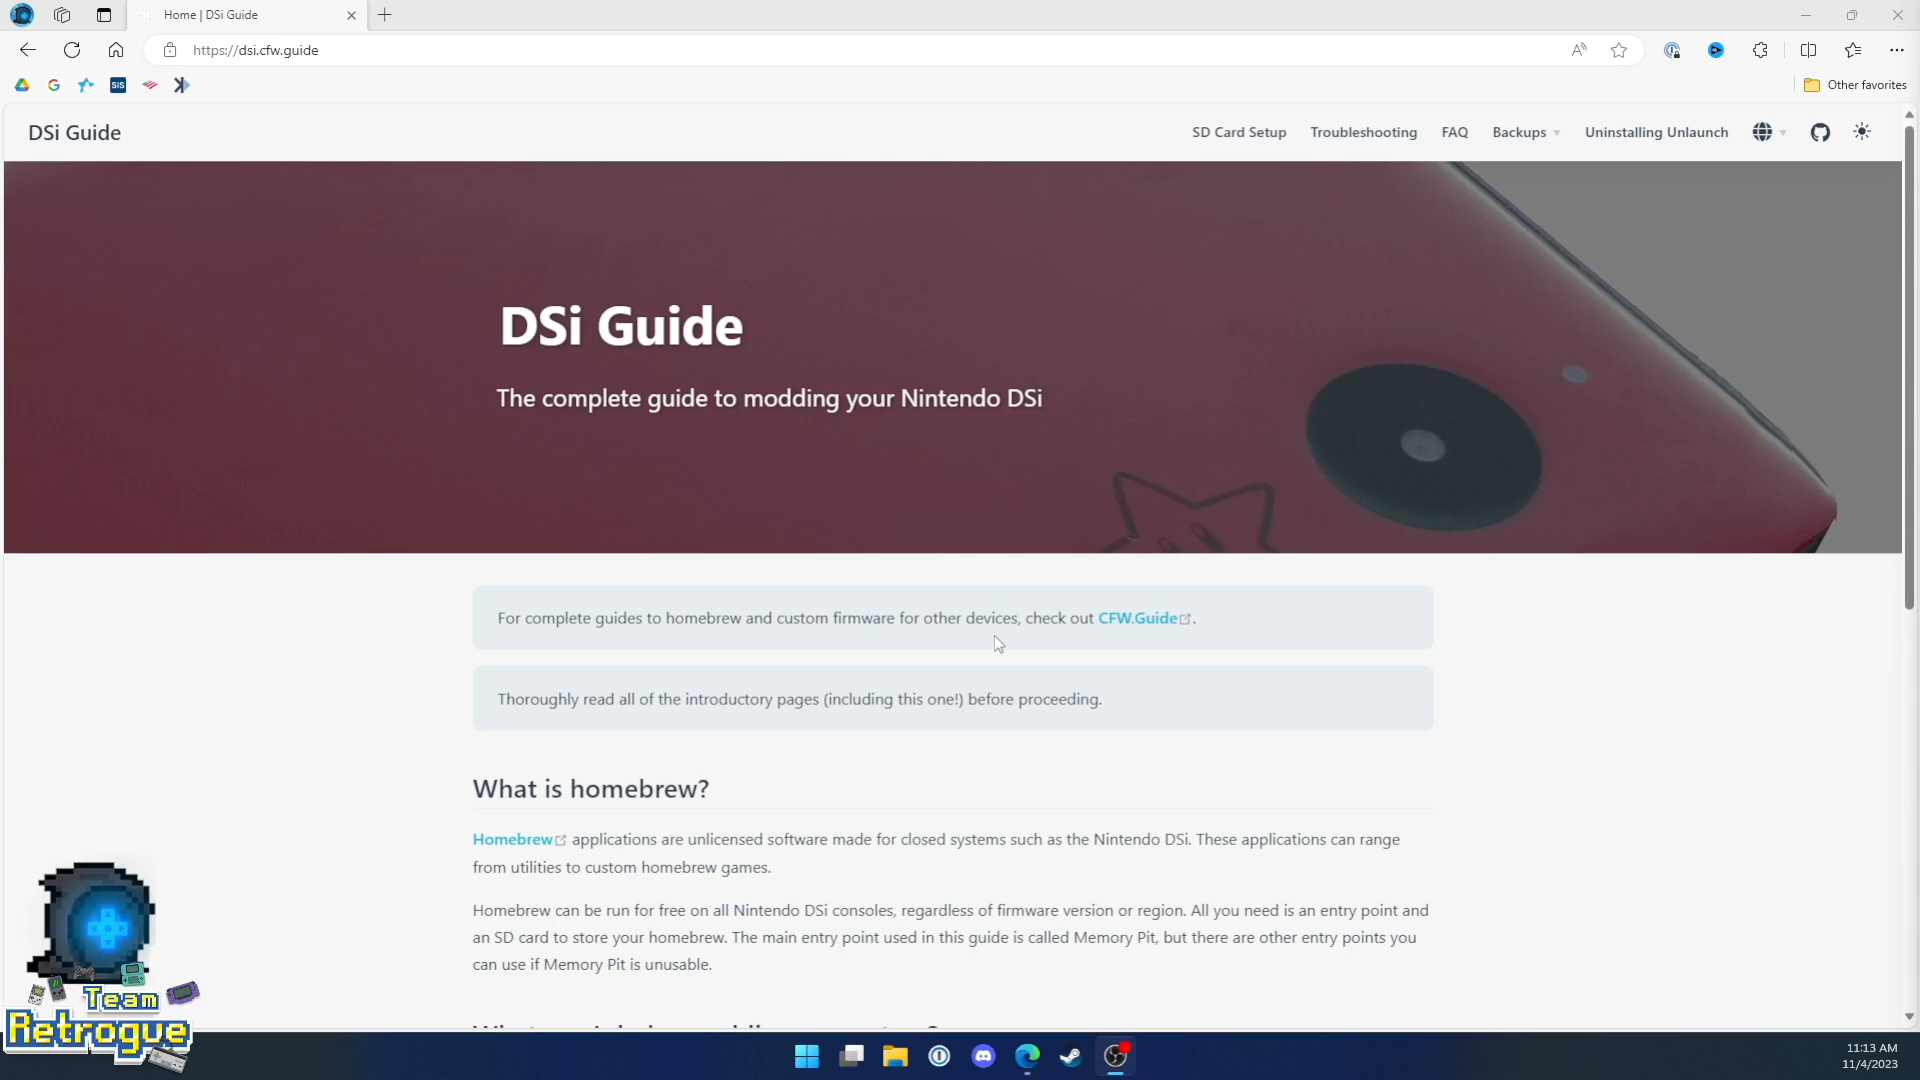 Home | DSi Guide
https://dsi.cfw.guide
SIS
Other favorites
DSi Guide
SD Card Setup
Troubleshooting
FAQ
Backups
Uninstalling Unlaunch
DSi Guide
The complete guide to modding your Nintendo DSi
For complete guides to homebrew and custom firmware for other devices, check out CFW.Guide.
Thoroughly read all of the introductory pages (including this one!) before proceeding.
What is homebrew?
Homebrew applications are unlicensed software made for closed systems such as the Nintendo DSi. These applications can range
from utilities to custom homebrew games.
Homebrew can be run for free on all Nintendo DSi consoles, regardless of firmware version or region. All you need is an entry point and
an SD card to store your homebrew. The main entry point used in this guide is called Memory Pit, but there are other entry points you
can use if Memory Pit is unusable.
Team
Retrogue
11:13 AM
11/4/2023